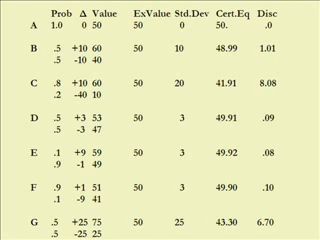 Prob Δ Value ExValue Std.Dev Cert.Eq Disc
A 1.0 0 50 50 0 50. .0
B .5 +10 60 50 10 48.99 1.01
.5 -10 40
C .8 +10 60 50 20 41.91 8.08
.2 -40 10
D .5 +3 53 50 3 49.91 .09
.5 -3 47
E .1 +9 59 50 3 49.92 .08
.9 -1 49
F .9 +1 51 50 3 49.90 .10
.1 -9 41
G .5 +25 75 50 25 43.30 6.70
.5 -25 25